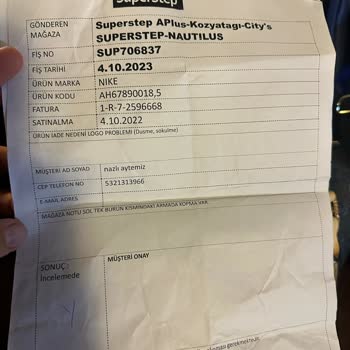 Superstep
GÖNDEREN MAĞAZA Superstep APlus-Kozyatagı-City's SUPERSTEP-NAUTILUS
FİŞ NO SUP706837
FİŞ TARİHİ 4.10.2023
ÜRÜN MARKA NIKE
ÜRÜN KODU AH67890018,5
FATURA 1-R-7-2596668
SATINALMA 4.10.2022
ÜRÜN İADE NEDENİ LOGO PROBLEMİ (Dusme, sökulme)
MÜŞTERİ AD SOYAD nazlı aytemiz
CEP TELEFON NO 5321313966
E-MAIL ADRES
MAĞAZA NOTU SOL TEK BURUN KISMINDAKI ARMADA KOPMA VAR
SONUÇ : İncelemede
MÜŞTERİ ONAY